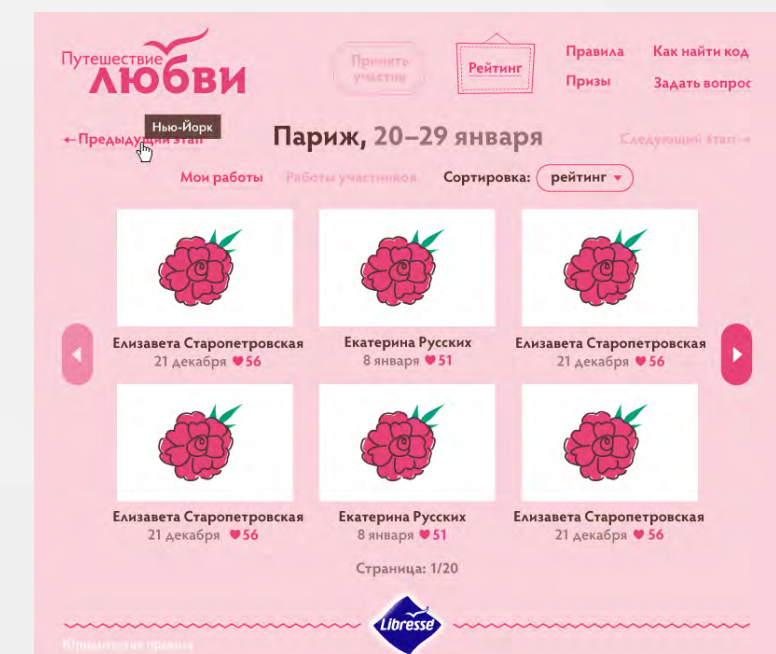 Путешествие
любви
Принять
участие
Рейтинг
Правила
Как найти код
Призы
Задать вопрос
←Предыдущий этап
Нью-Йорк
Париж, 20–29 января
Следующий этап→
Мои работы
Работы участников
Сортировка:
рейтинг
Елизавета Старопетровская
21 декабря 56
Екатерина Русских
8 января 51
Елизавета Старопетровская
21 декабря 56
Елизавета Старопетровская
21 декабря 56
Екатерина Русских
8 января 51
Елизавета Старопетровская
21 декабря 56
Страница: 1/20
Libresse
Юридические правила